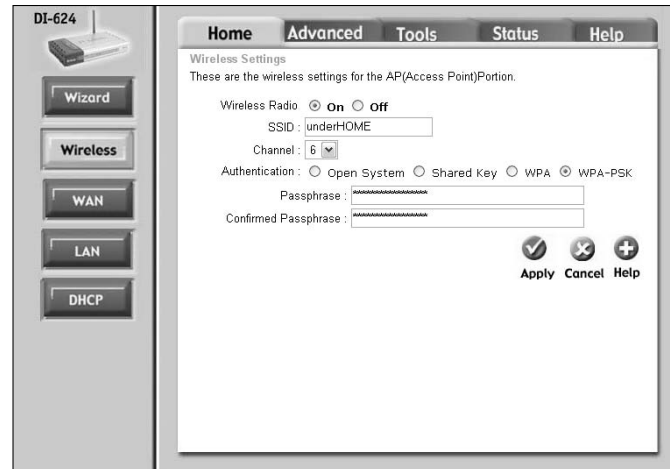 DI-624
Home Advanced Tools Status Help
Wizard
Wireless
WAN
LAN
DHCP
Wireless Settings
These are the wireless settings for the AP(Access Point)Portion.
Wireless Radio On Off
SSID : underHOME
Channel : 6
Authentication : Open System Shared Key WPA WPA-PSK
Passphrase : *****************
Confirmed Passphrase : *****************
Apply Cancel Help